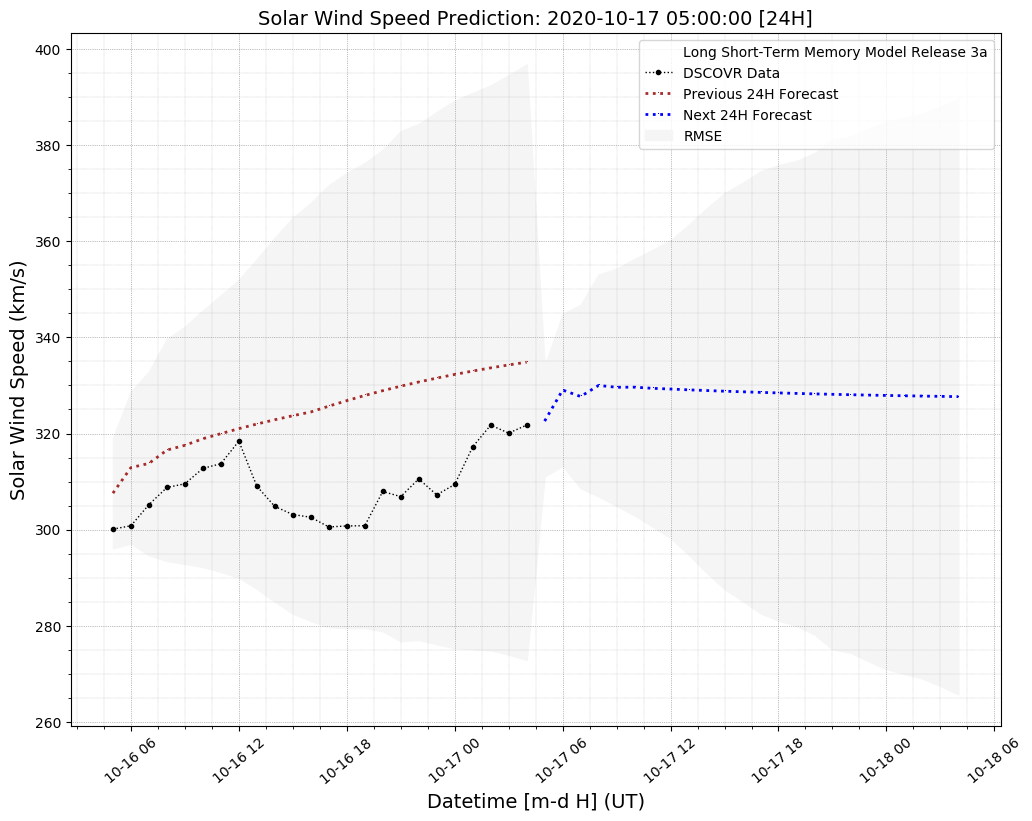 Solar Wind Speed Prediction: 2020-10-17 05:00:00 [24H]
Long Short-Term Memory Model Release 3a
DSCOVR Data
Previous 24H Forecast
Next 24H Forecast
RMSE
Solar Wind Speed (km/s)
400
380
360
340
320
300
280
260
10-16 06
10-16 12
10-16 18
10-17 00
10-17 06
10-17 12
10-17 18
10-18 00
10-18 06
Datetime [m-d H] (UT)